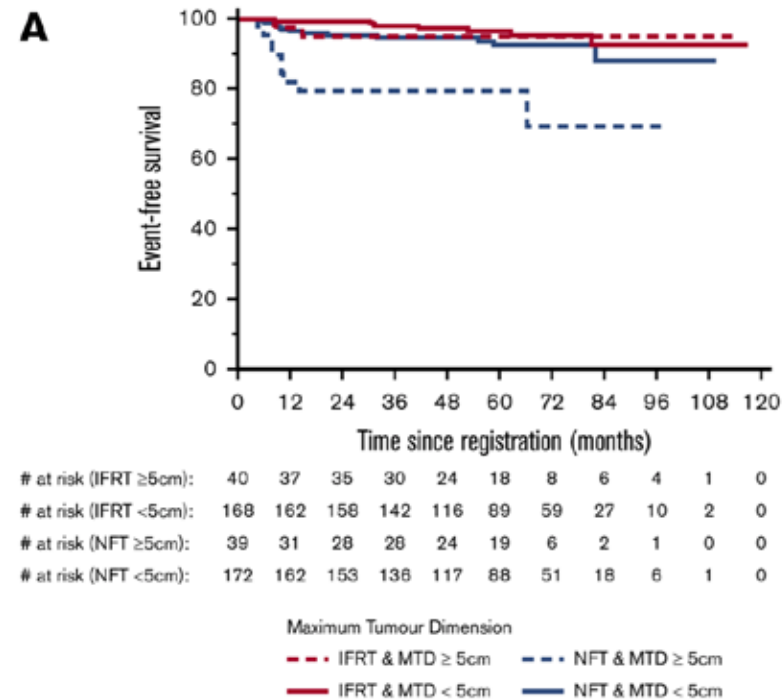 A
Event-free survival
100
80
60
40
20
0
0 12 24 36 48 60 72 84 96 108 120
Time since registration (months)
# at risk (IFRT ≥5cm): 40 37 35 30 24 18 8 6 4 1 0
# at risk (IFRT <5cm): 168 162 158 142 116 89 59 27 10 2 0
# at risk (NFT ≥5cm): 39 31 28 26 24 19 6 2 1 0 0
# at risk (NFT <5cm): 172 162 153 136 117 88 51 18 6 1 0
Maximum Tumour Dimension
IFRT & MTD ≥ 5cm NFT & MTD ≥ 5cm
IFRT & MTD < 5cm NFT & MTD < 5cm